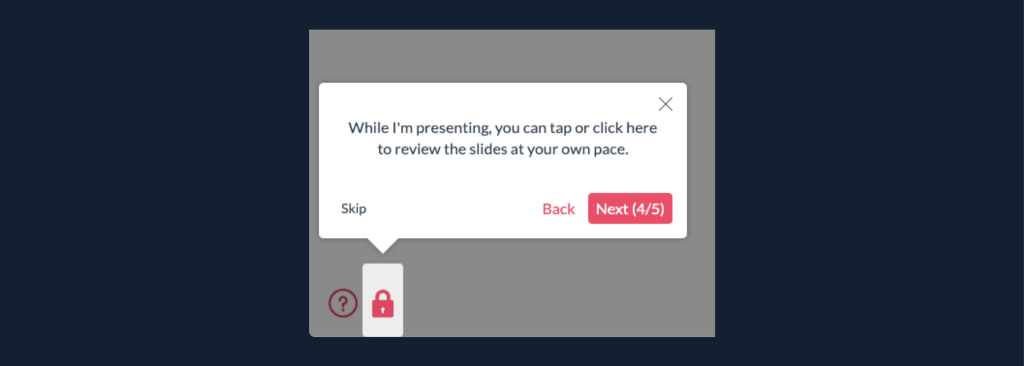 While I'm presenting, you can tap or click here
to review the slides at your own pace.
Skip
Back
Next (4/5)
?